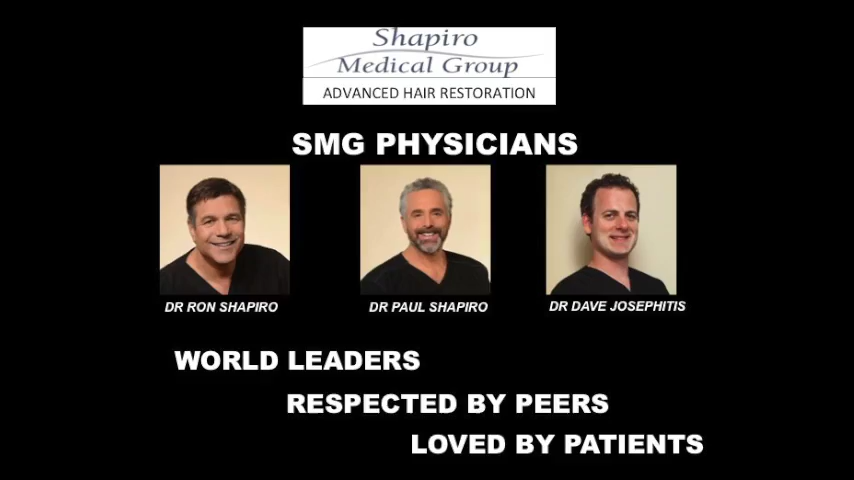 Shapiro
Medical Group
ADVANCED HAIR RESTORATION
SMG PHYSICIANS
DR RON SHAPIRO
DR PAUL SHAPIRO
DR DAVE JOSEPHITIS
WORLD LEADERS
RESPECTED BY PEERS
LOVED BY PATIENTS